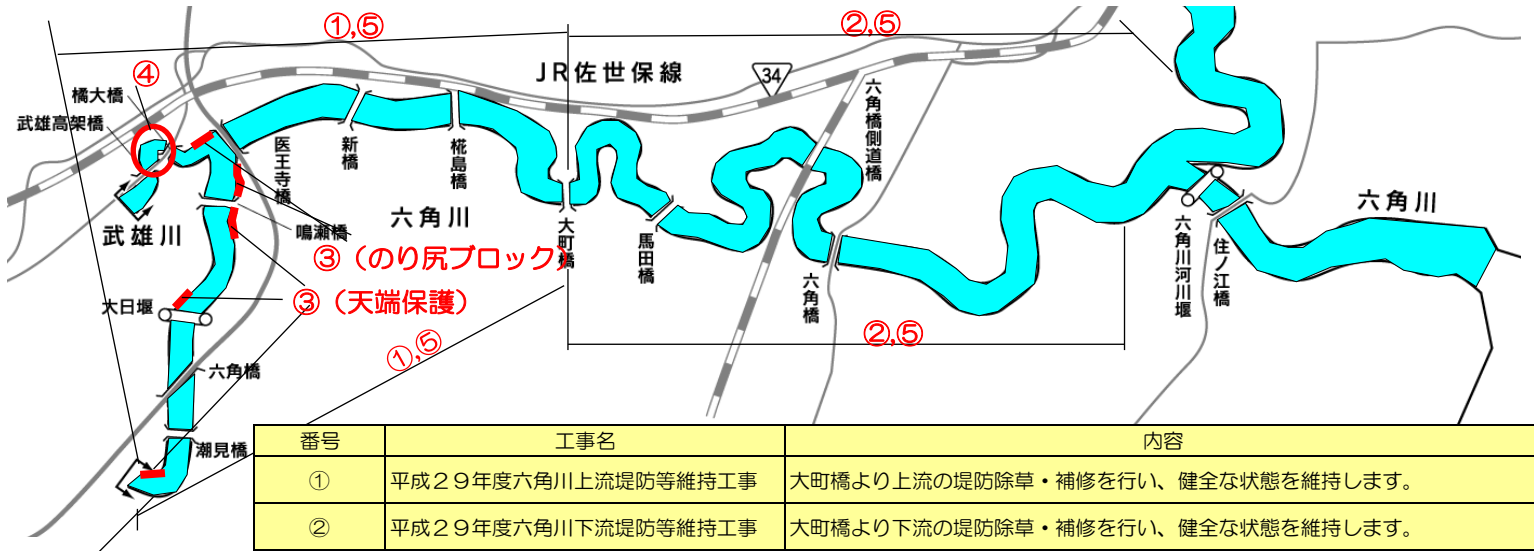 ①,⑤
②,⑤
④
JR佐世保線
34
橘大橋
武雄高架橋
医王寺橋
新橋
椛島橋
六角橋側道橋
六角川
六角川
武雄川
鳴瀬橋
大町橋
馬田橋
六角橋
六角川河川堰
住ノ江橋
③（のり尻ブロック）
③（天端保護）
大日堰
①,⑤
②,⑤
六角橋
潮見橋
番号 工事名 内容
① 平成２９年度六角川上流堤防等維持工事 大町橋より上流の堤防除草・補修を行い、健全な状態を維持します。
② 平成２９年度六角川下流堤防等維持工事 大町橋より下流の堤防除草・補修を行い、健全な状態を維持します。